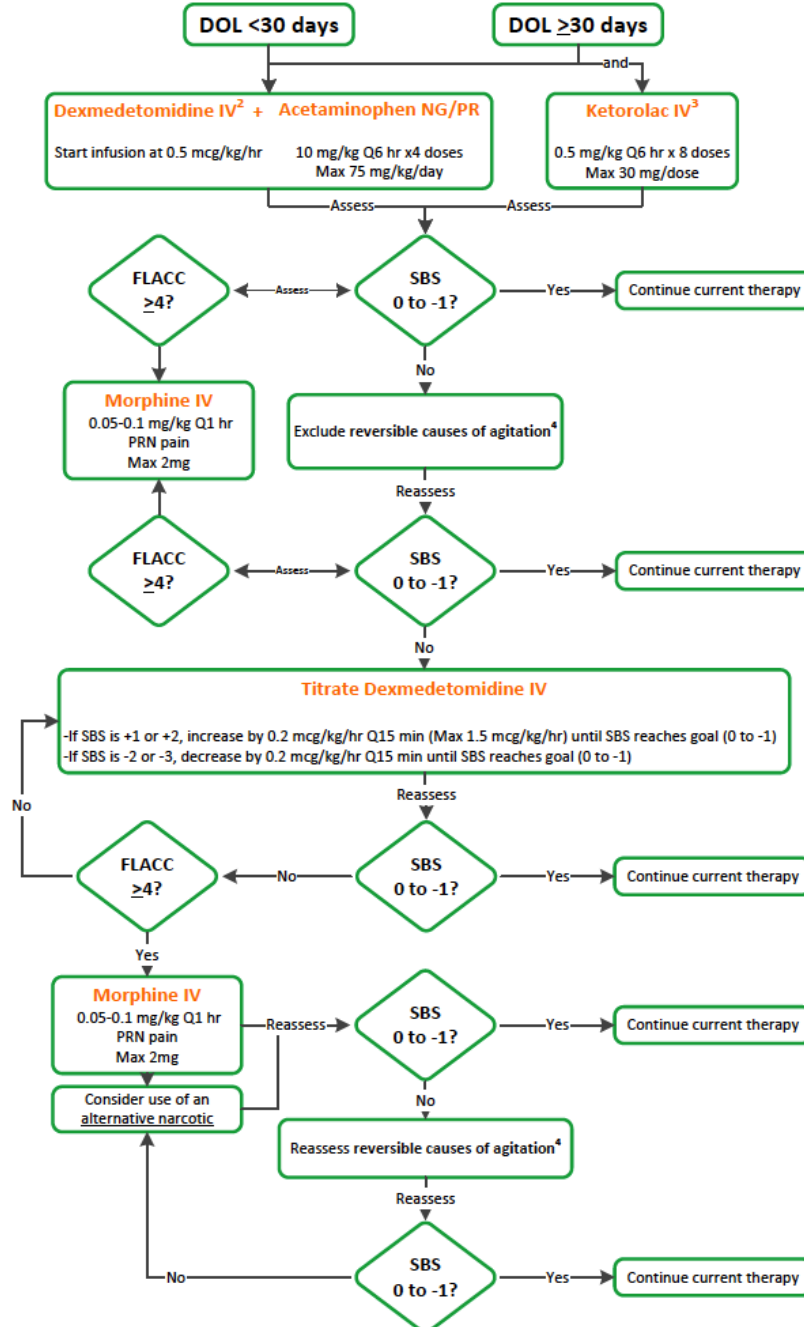 DOL <30 days
DOL ≥30 days
and
Dexmedetomidine IV² + Acetaminophen NG/PR
Start infusion at 0.5 mcg/kg/hr
10 mg/kg Q6 hr x4 doses
Max 75 mg/kg/day
Ketorolac IV³
0.5 mg/kg Q6 hr x 8 doses
Max 30 mg/dose
Assess
Assess
FLACC
≥4?
Assess
SBS
0 to -1?
Yes
Continue current therapy
No
Morphine IV
0.05-0.1 mg/kg Q1 hr
PRN pain
Max 2mg
Exclude reversible causes of agitation⁴
Reassess
FLACC
≥4?
Assess
SBS
0 to -1?
Yes
Continue current therapy
No
Titrate Dexmedetomidine IV
-If SBS is +1 or +2, increase by 0.2 mcg/kg/hr Q15 min (Max 1.5 mcg/kg/hr) until SBS reaches goal (0 to -1)
-If SBS is -2 or -3, decrease by 0.2 mcg/kg/hr Q15 min until SBS reaches goal (0 to -1)
Reassess
No
FLACC
≥4?
No
SBS
0 to -1?
Yes
Continue current therapy
Yes
Morphine IV
0.05-0.1 mg/kg Q1 hr
PRN pain
Max 2mg
Reassess
SBS
0 to -1?
Yes
Continue current therapy
Consider use of an
alternative narcotic
No
Reassess reversible causes of agitation⁴
Reassess
No
SBS
0 to -1?
Yes
Continue current therapy